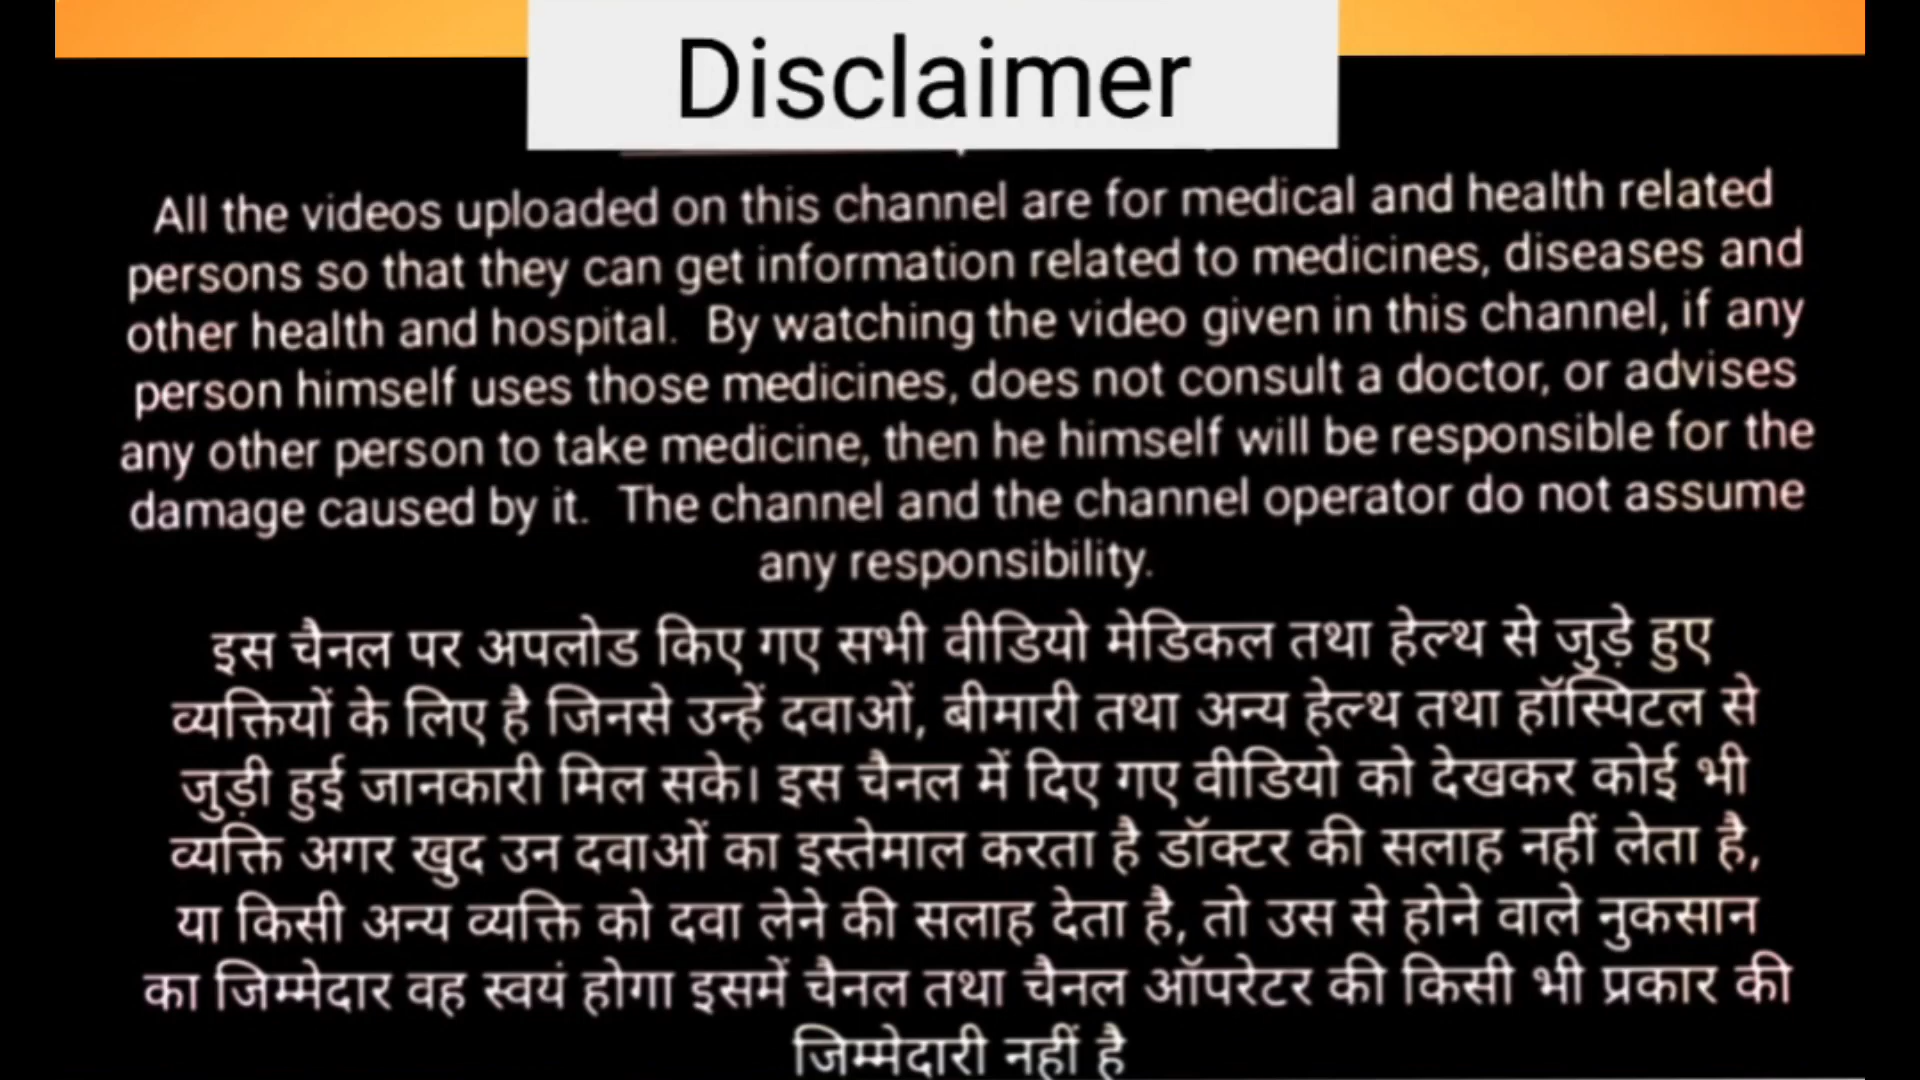 Disclaimer
All the videos uploaded on this channel are for medical and health related
persons so that they can get information related to medicines, diseases and
other health and hospital. By watching the video given in this channel, if any
person himself uses those medicines, does not consult a doctor, or advises
any other person to take medicine, then he himself will be responsible for the
damage caused by it. The channel and the channel operator do not assume
any responsibility.
इस चैनल पर अपलोड किए गए सभी वीडियो मेडिकल तथा हेल्थ से जुड़े हुए
व्यक्तियों के लिए है जिनसे उन्हें दवाओं, बीमारी तथा अन्य हेल्थ तथा हॉस्पिटल से
जुड़ी हुई जानकारी मिल सके। इस चैनल में दिए गए वीडियो को देखकर कोई भी
व्यक्ति अगर खुद उन दवाओं का इस्तेमाल करता है डॉक्टर की सलाह नहीं लेता है,
या किसी अन्य व्यक्ति को दवा लेने की सलाह देता है, तो उस से होने वाले नुकसान
का जिम्मेदार वह स्वयं होगा इसमें चैनल तथा चैनल ऑपरेटर की किसी भी प्रकार की
जिम्मेदारी नहीं है